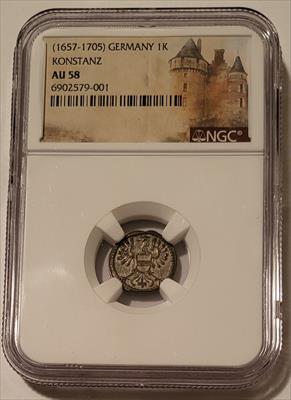 (1657-1705) GERMANY 1K
KONSTANZ
AU 58
6902579-001
NGC®